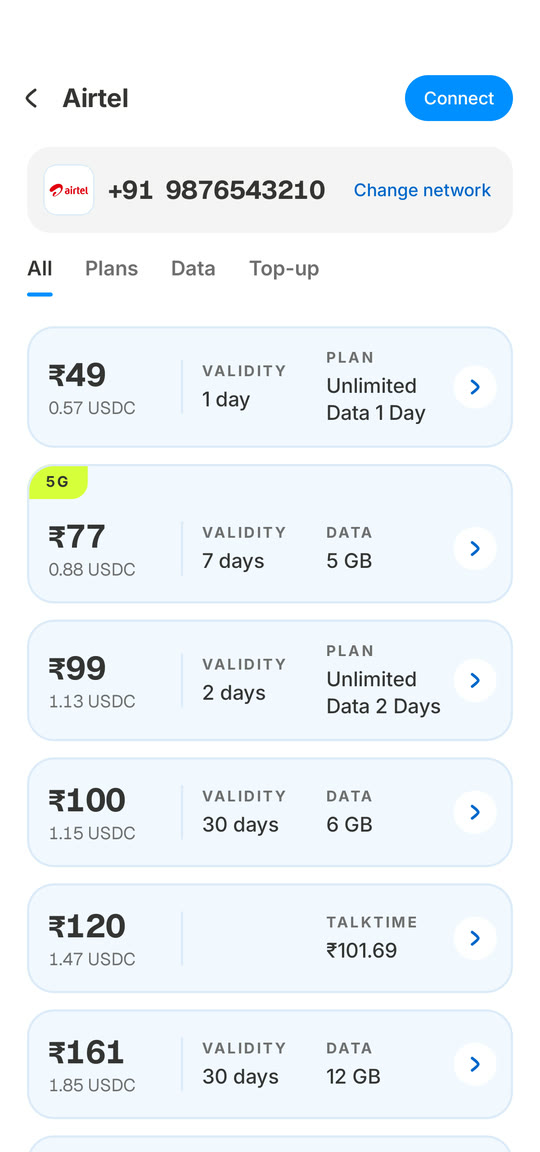 Airtel
Connect
airtel
+91 9876543210
Change network
All Plans Data Top-up
₹49
0.57 USDC
VALIDITY
1 day
PLAN
Unlimited
Data 1 Day
5G
₹77
0.88 USDC
VALIDITY
7 days
DATA
5 GB
₹99
1.13 USDC
VALIDITY
2 days
PLAN
Unlimited
Data 2 Days
₹100
1.15 USDC
VALIDITY
30 days
DATA
6 GB
₹120
1.47 USDC
TALKTIME
₹101.69
₹161
1.85 USDC
VALIDITY
30 days
DATA
12 GB